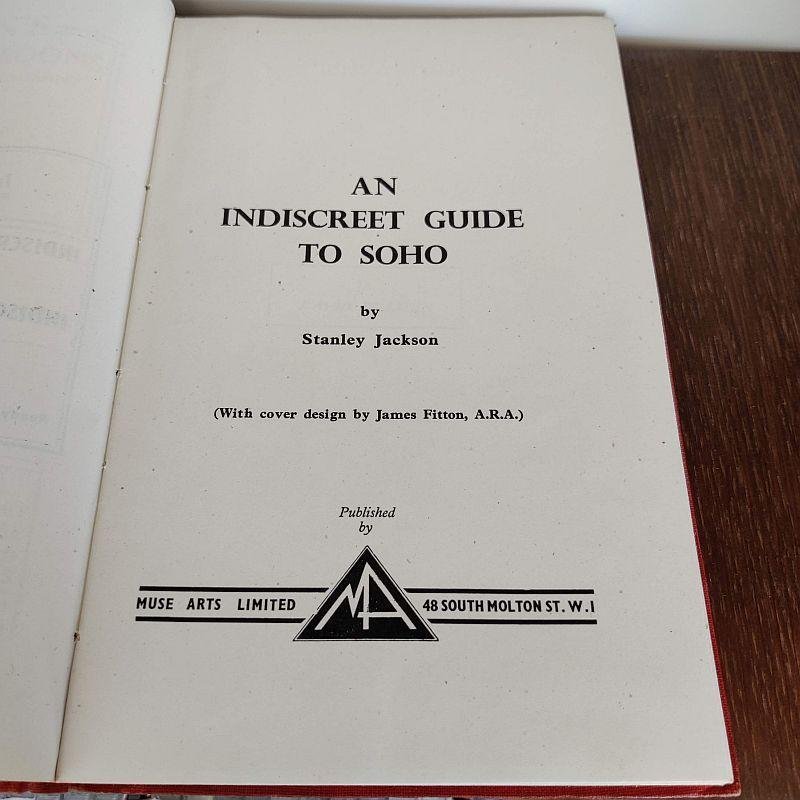 AN
INDISCREET GUIDE
TO SOHO
by
Stanley Jackson
(With cover design by James Fitton, A.R.A.)
Published
by
MUSE ARTS LIMITED MA 48 SOUTH MOLTON ST. W.1